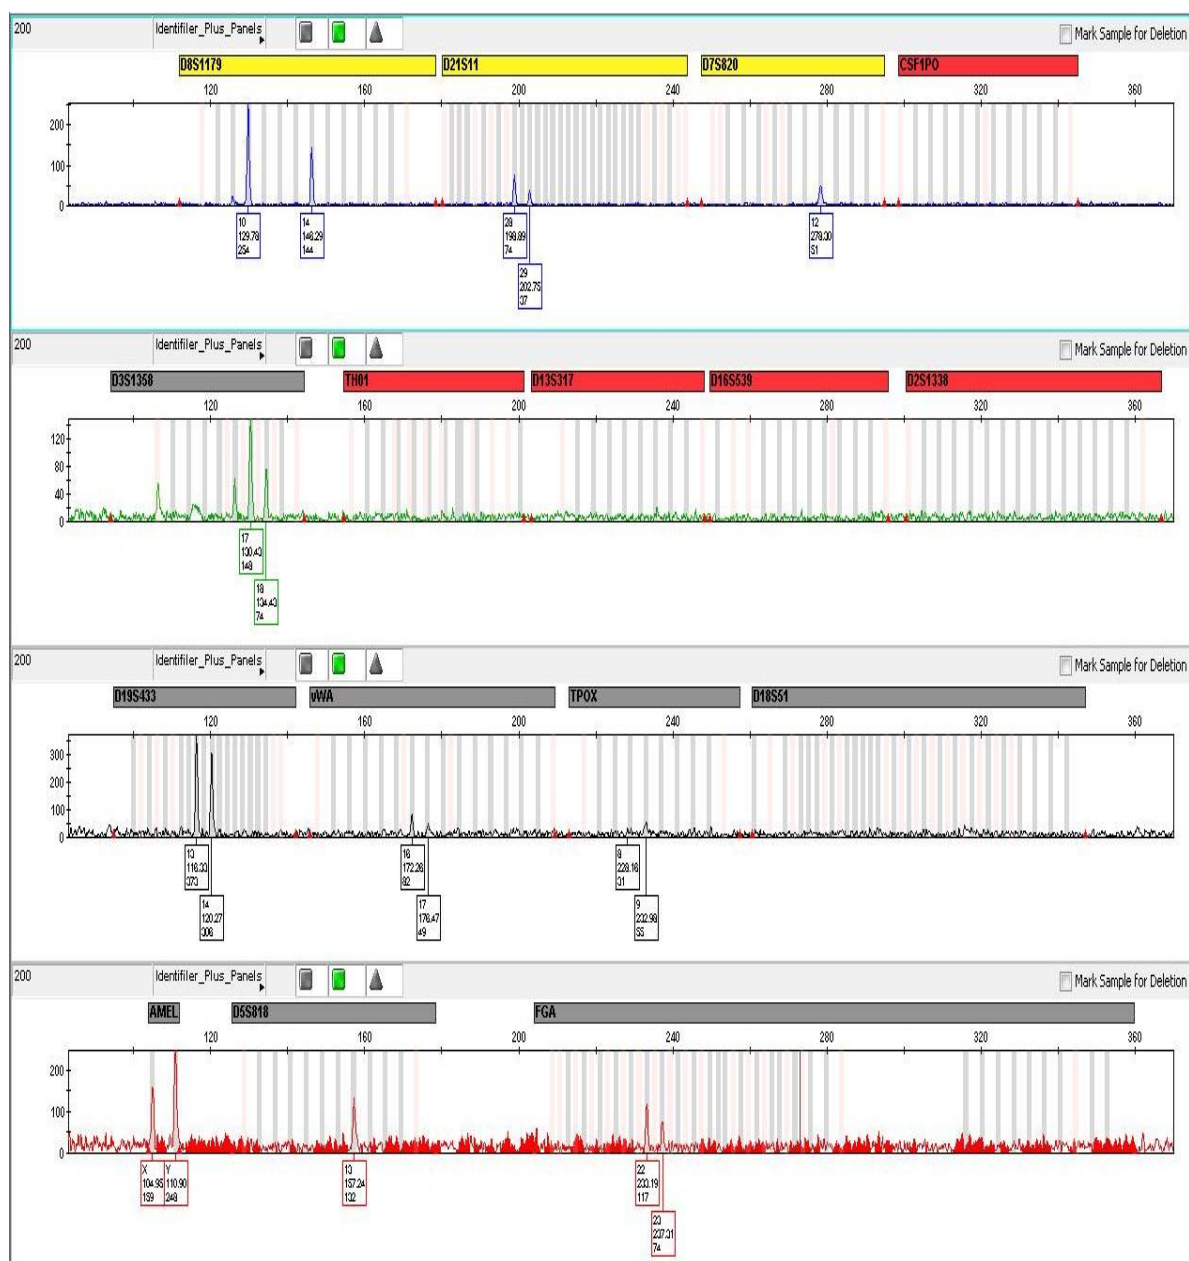 200 Identifiler_Plus_Panels Mark Sample for Deletion
D8S1179 D21S11 D7S820 CSF1PO
120 160 200 240 280 320 360
200
100
0
10 14 28 12
129.78 146.29 198.89 278.30
254 144 74 51
29
202.75
37
200 Identifiler_Plus_Panels Mark Sample for Deletion
D3S1358 TH01 D13S317 D16S539 D2S1338
120 160 200 240 280 320 360
120
80
40
0
17
130.43
148
18
134.43
74
200 Identifiler_Plus_Panels Mark Sample for Deletion
D19S433 vWA TPOX D18S51
120 160 200 240 280 320 360
300
200
100
0
13 16 8
116.33 172.26 228.16
373 82 31
14 17 9
120.27 176.47 232.98
306 49 55
200 Identifiler_Plus_Panels Mark Sample for Deletion
AMEL D5S818 FGA
120 160 200 240 280 320 360
200
100
0
X Y 13 22
104.95 110.90 157.24 233.19
159 248 132 117
23
237.31
74